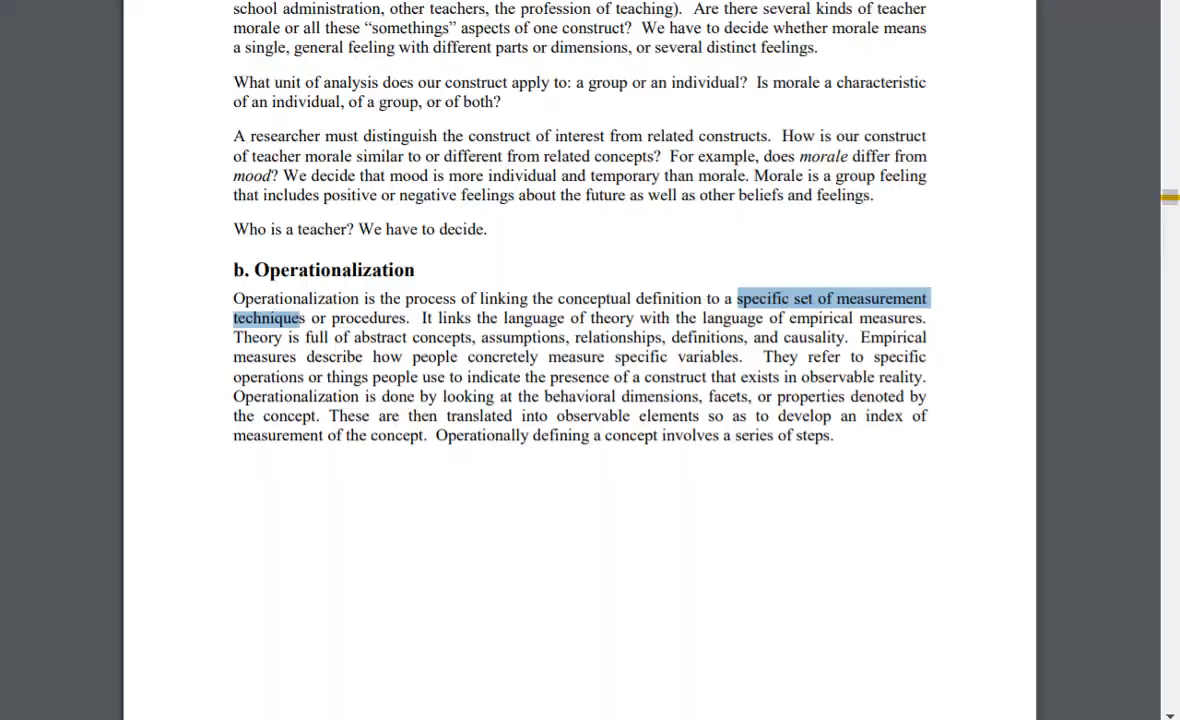 school administration, other teachers, the profession of teaching).  Are there several kinds of teacher
morale or all these “somethings” aspects of one construct?  We have to decide whether morale means
a single, general feeling with different parts or dimensions, or several distinct feelings.
What unit of analysis does our construct apply to: a group or an individual?  Is morale a characteristic
of an individual, of a group, or of both?
A researcher must distinguish the construct of interest from related constructs.  How is our construct
of teacher morale similar to or different from related concepts?  For example, does morale differ from
mood? We decide that mood is more individual and temporary than morale. Morale is a group feeling
that includes positive or negative feelings about the future as well as other beliefs and feelings.
Who is a teacher? We have to decide.
b. Operationalization
Operationalization is the process of linking the conceptual definition to a specific set of measurement
techniques or procedures.  It links the language of theory with the language of empirical measures.
Theory is full of abstract concepts, assumptions, relationships, definitions, and causality.  Empirical
measures describe how people concretely measure specific variables.  They refer to specific
operations or things people use to indicate the presence of a construct that exists in observable reality.
Operationalization is done by looking at the behavioral dimensions, facets, or properties denoted by
the concept. These are then translated into observable elements so as to develop an index of
measurement of the concept.  Operationally defining a concept involves a series of steps.